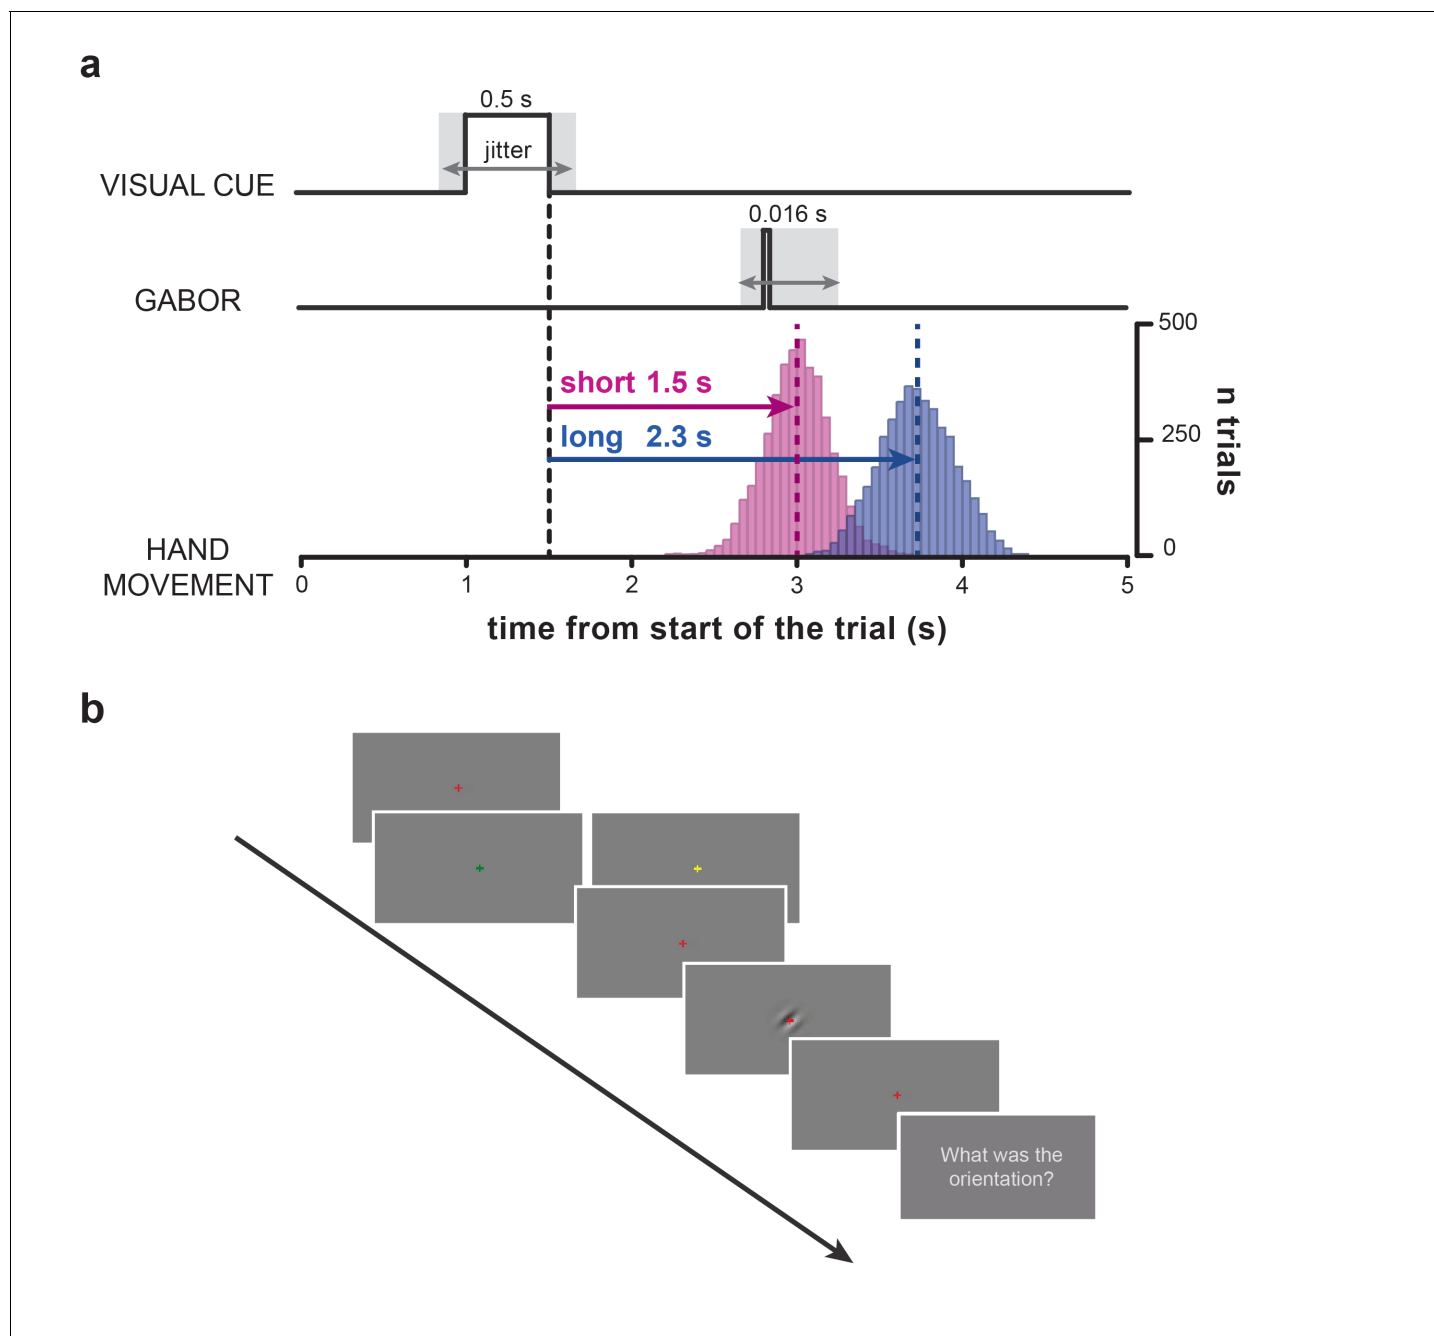 a
0.5 s
jitter
VISUAL CUE
0.016 s
GABOR
500
short 1.5 s
long 2.3 s
250
n trials
0
HAND
MOVEMENT
0 1 2 3 4 5
time from start of the trial (s)
b
What was the
orientation?